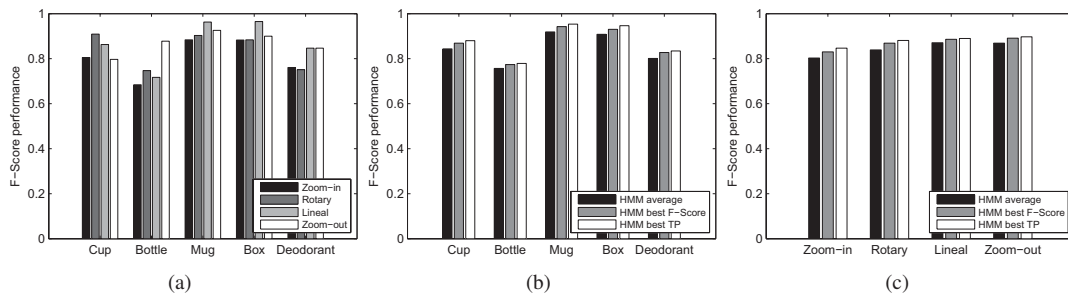 F-Score performance
1
0.8
0.6
0.4
0.2
0
Cup Bottle Mug Box Deodorant
Zoom-in
Rotary
Lineal
Zoom-out
(a)
F-Score performance
1
0.8
0.6
0.4
0.2
0
Cup Bottle Mug Box Deodorant
HMM average
HMM best F-Score
HMM best TP
(b)
F-Score performance
1
0.8
0.6
0.4
0.2
0
Zoom-in Rotary Lineal Zoom-out
HMM average
HMM best F-Score
HMM best TP
(c)